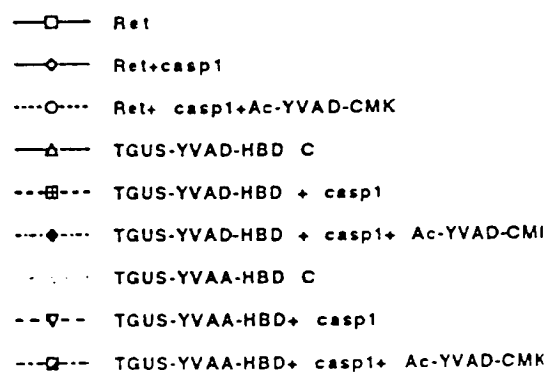 Ret
Ret+casp1
Ret+ casp1+Ac-YVAD-CMK
TGUS-YVAD-HBD C
TGUS-YVAD-HBD + casp1
TGUS-YVAD-HBD + casp1+ Ac-YVAD-CMI
TGUS-YVAA-HBD C
TGUS-YVAA-HBD+ casp1
TGUS-YVAA-HBD+ casp1+ Ac-YVAD-CMK